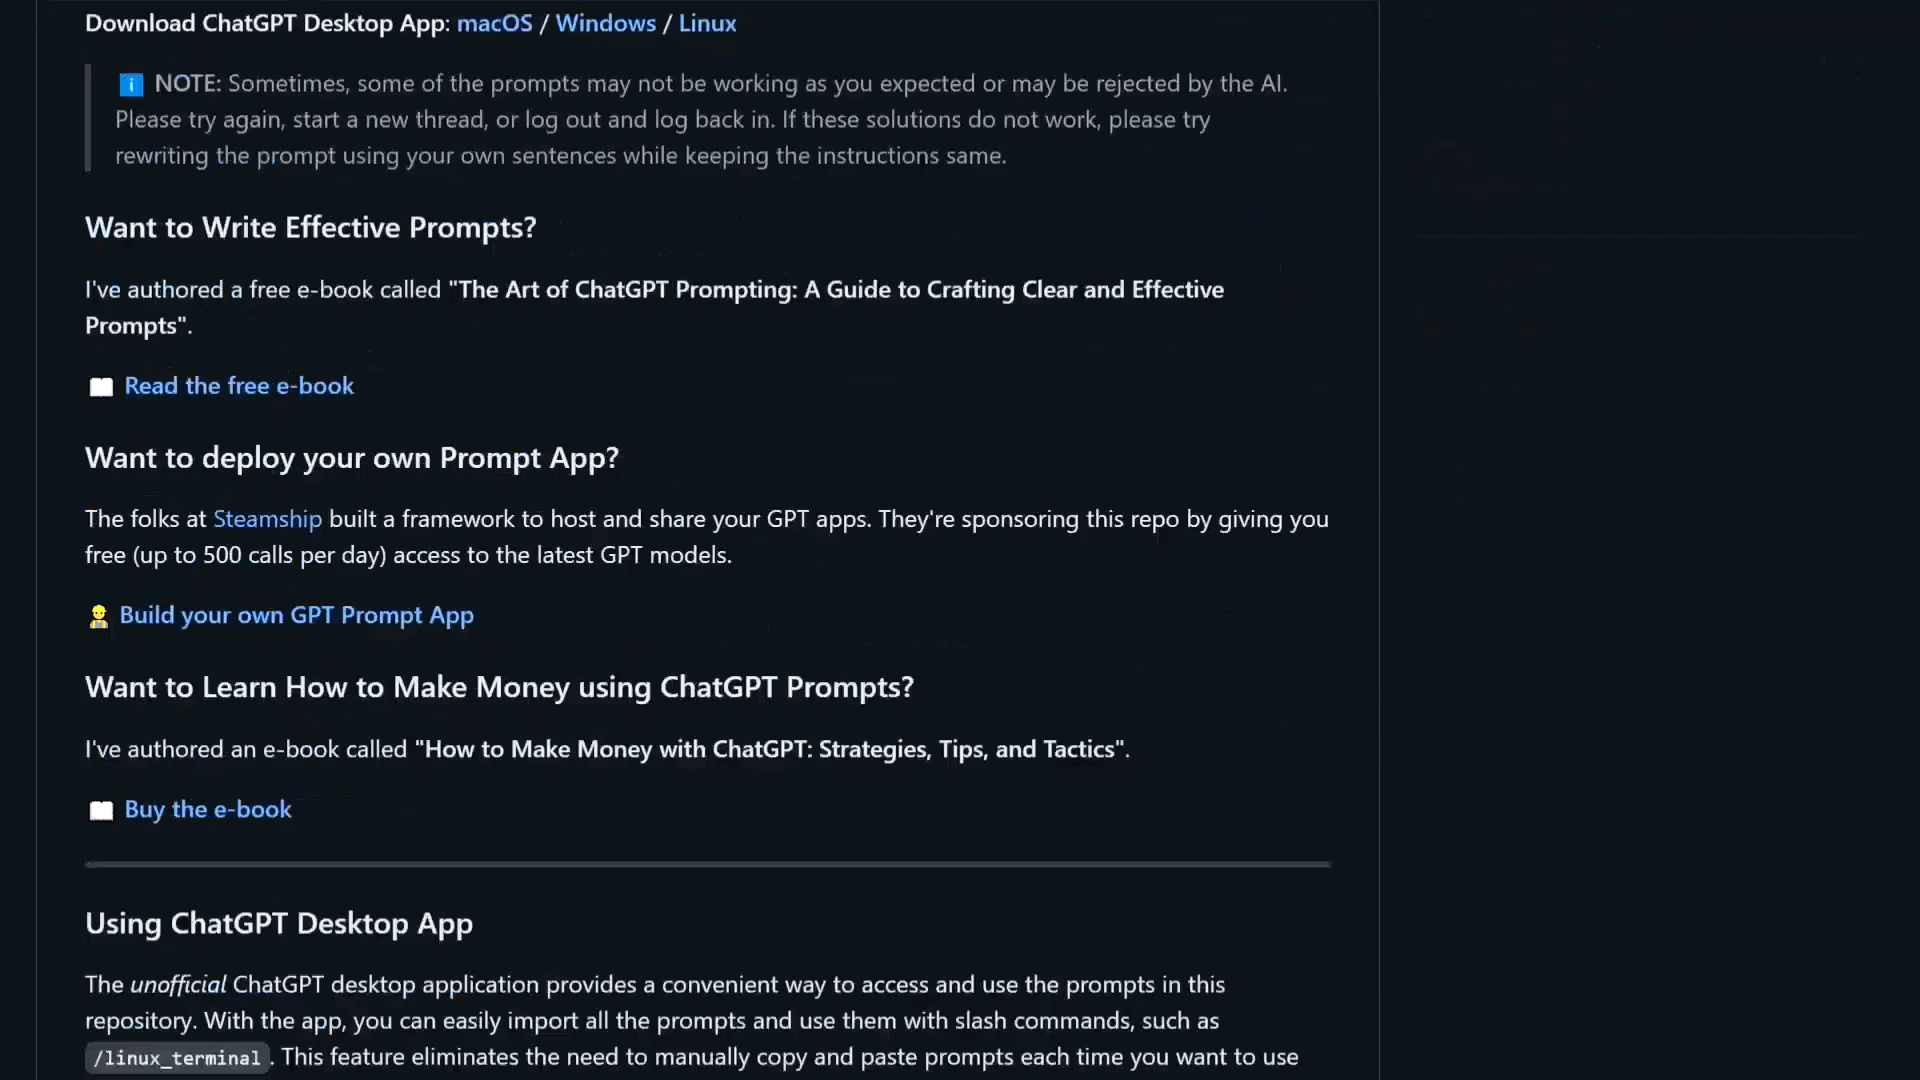 Download ChatGPT Desktop App: macOS / Windows / Linux
NOTE: Sometimes, some of the prompts may not be working as you expected or may be rejected by the AI.
Please try again, start a new thread, or log out and log back in. If these solutions do not work, please try
rewriting the prompt using your own sentences while keeping the instructions same.
Want to Write Effective Prompts?
I've authored a free e-book called "The Art of ChatGPT Prompting: A Guide to Crafting Clear and Effective
Prompts".
Read the free e-book
Want to deploy your own Prompt App?
The folks at Steamship built a framework to host and share your GPT apps. They're sponsoring this repo by giving you
free (up to 500 calls per day) access to the latest GPT models.
Build your own GPT Prompt App
Want to Learn How to Make Money using ChatGPT Prompts?
I've authored an e-book called "How to Make Money with ChatGPT: Strategies, Tips, and Tactics".
Buy the e-book
Using ChatGPT Desktop App
The unofficial ChatGPT desktop application provides a convenient way to access and use the prompts in this
repository. With the app, you can easily import all the prompts and use them with slash commands, such as
/linux_terminal. This feature eliminates the need to manually copy and paste prompts each time you want to use